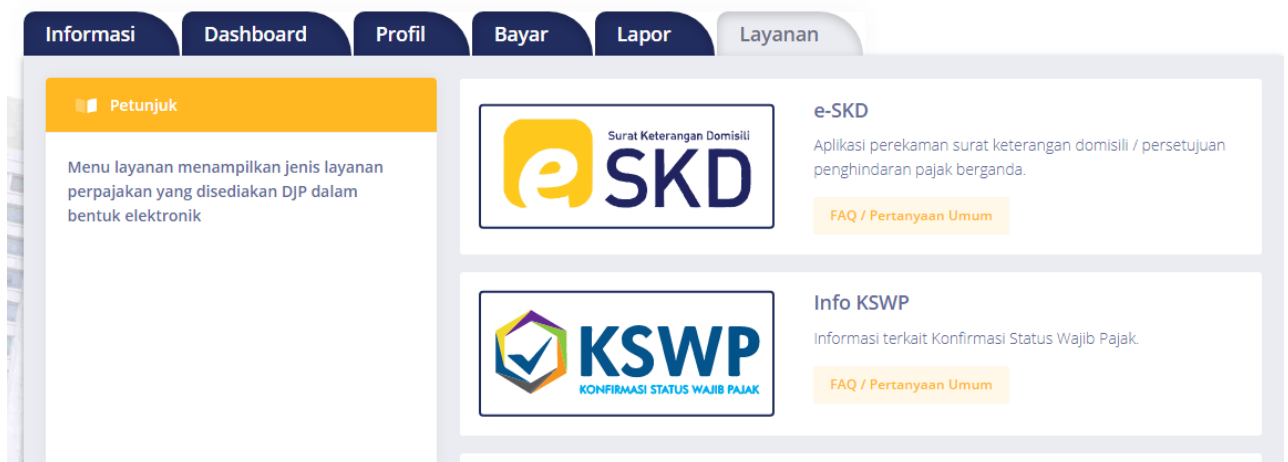 Informasi
Dashboard
Profil
Bayar
Lapor
Layanan
Petunjuk
Menu layanan menampilkan jenis layanan
perpajakan yang disediakan DJP dalam
bentuk elektronik
Surat Keterangan Domisili
e SKD
e-SKD
Aplikasi perekaman surat keterangan domisili / persetujuan
penghindaran pajak berganda.
FAQ / Pertanyaan Umum
KSWP
KONFIRMASI STATUS WAJIB PAJAK
Info KSWP
Informasi terkait Konfirmasi Status Wajib Pajak.
FAQ / Pertanyaan Umum